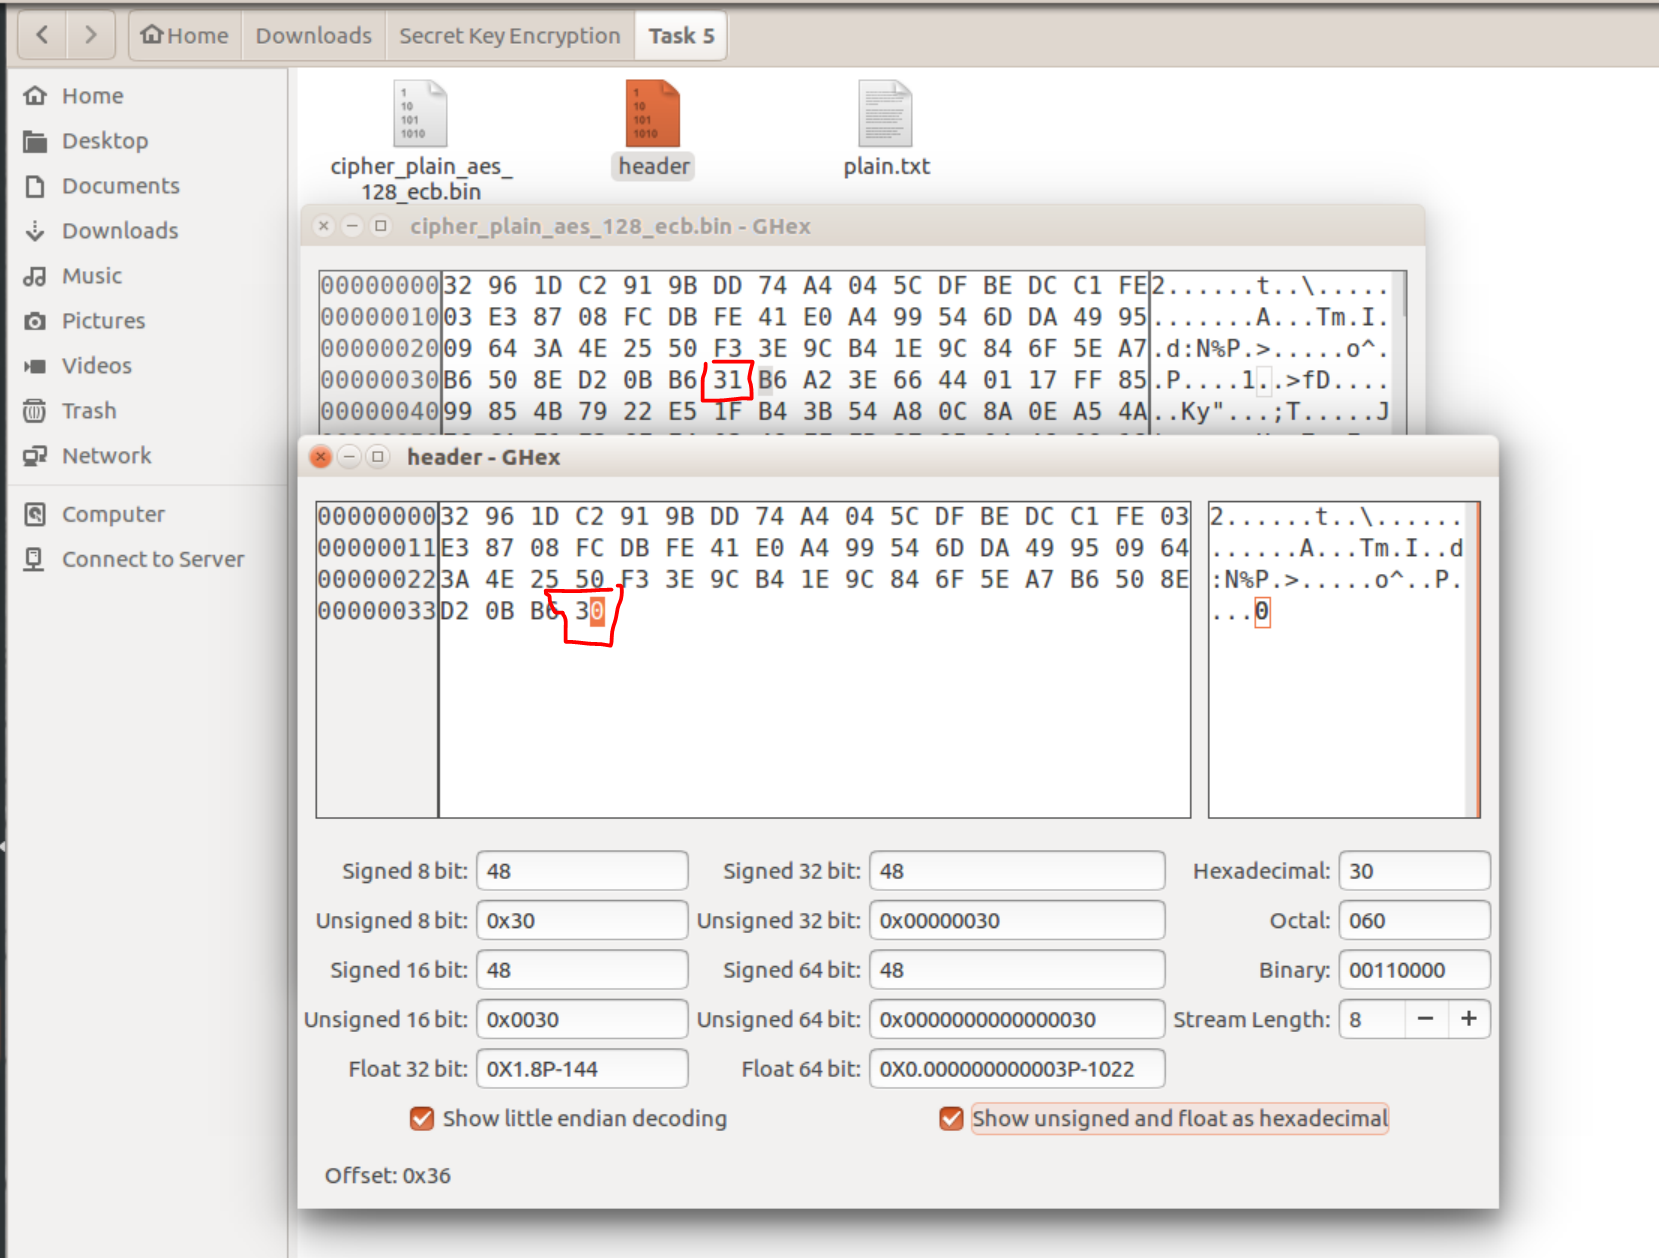 Home Downloads Secret Key Encryption Task 5
Home
Desktop
Documents
Downloads
Music
Pictures
Videos
Trash
Network
Computer
Connect to Server
1
10
101
1010
cipher_plain_aes_
128_ecb.bin
1
10
101
1010
header
plain.txt
cipher_plain_aes_128_ecb.bin - GHex
00000000 32 96 1D C2 91 9B DD 74 A4 04 5C DF BE DC C1 FE 2......t..\.....
00000010 03 E3 87 08 FC DB FE 41 E0 A4 99 54 6D DA 49 95 .......A...Tm.I.
00000020 09 64 3A 4E 25 50 F3 3E 9C B4 1E 9C 84 6F 5E A7 .d:N%P.>.....o^.
00000030 B6 50 8E D2 0B B6 31 B6 A2 3E 66 44 01 17 FF 85 .P....1..>fD....
00000040 99 85 4B 79 22 E5 1F B4 3B 54 A8 0C 8A 0E A5 4A ..Ky"...;T.....J
header - GHex
00000000 32 96 1D C2 91 9B DD 74 A4 04 5C DF BE DC C1 FE 03 2......t..\......
00000011 E3 87 08 FC DB FE 41 E0 A4 99 54 6D DA 49 95 09 64 ......A...Tm.I..d
00000022 3A 4E 25 50 F3 3E 9C B4 1E 9C 84 6F 5E A7 B6 50 8E :N%P.>.....o^..P.
00000033 D2 0B B6 30 ...0
Signed 8 bit: 48 Signed 32 bit: 48 Hexadecimal: 30
Unsigned 8 bit: 0x30 Unsigned 32 bit: 0x00000030 Octal: 060
Signed 16 bit: 48 Signed 64 bit: 48 Binary: 00110000
Unsigned 16 bit: 0x0030 Unsigned 64 bit: 0x0000000000000030 Stream Length: 8 − +
Float 32 bit: 0X1.8P-144 Float 64 bit: 0X0.000000000003P-1022
Show little endian decoding Show unsigned and float as hexadecimal
Offset: 0x36